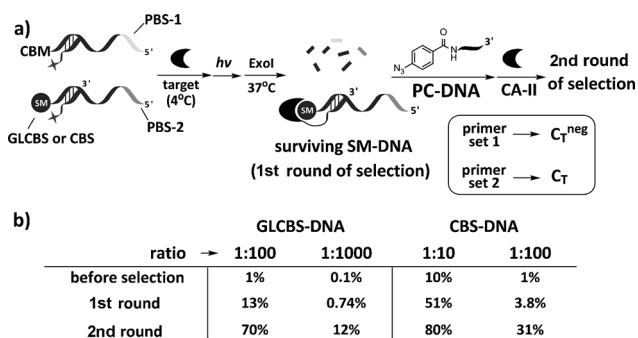 a)
PBS-1
CBM
5'
3'
SM
5'
GLCBS or CBS
PBS-2
target
(4°C)
hν
ExoI
37°C
3'
SM
5'
surviving SM-DNA
(1st round of selection)
N₃
O
N
H
3'
PC-DNA
CA-II
2nd round
of selection
primer
set 1 → C_T^neg
primer
set 2 → C_T
b)
GLCBS-DNA CBS-DNA
ratio → 1:100 1:1000 1:10 1:100
before selection 1% 0.1% 10% 1%
1st round 13% 0.74% 51% 3.8%
2nd round 70% 12% 80% 31%